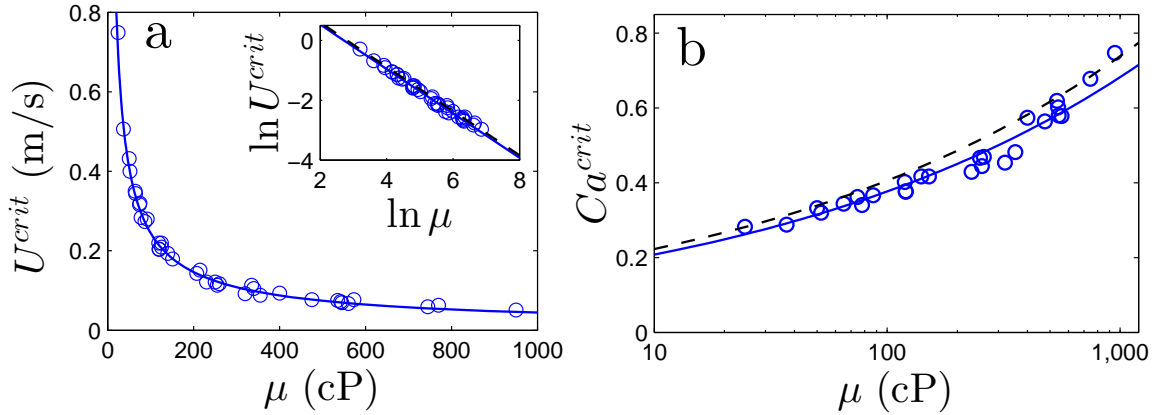 a
U^{crit} (m/s)
0.8
0.6
0.4
0.2
0
0 200 400 600 800 1000
μ (cP)
ln U^{crit}
0
−2
−4
2 4 6 8
ln μ
b
Ca^{crit}
0.8
0.6
0.4
0.2
0
10 100 1,000
μ (cP)